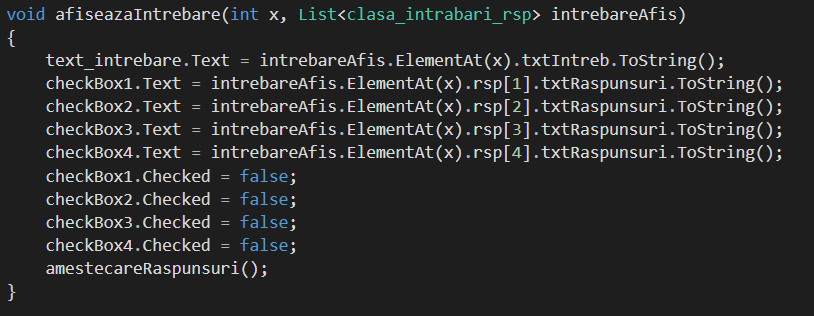 void afiseazaIntrebare(int x, List<clasa_intrabari_rsp> intrebareAfis)
{
    text_intrebare.Text = intrebareAfis.ElementAt(x).txtIntreb.ToString();
    checkBox1.Text = intrebareAfis.ElementAt(x).rsp[1].txtRaspunsuri.ToString();
    checkBox2.Text = intrebareAfis.ElementAt(x).rsp[2].txtRaspunsuri.ToString();
    checkBox3.Text = intrebareAfis.ElementAt(x).rsp[3].txtRaspunsuri.ToString();
    checkBox4.Text = intrebareAfis.ElementAt(x).rsp[4].txtRaspunsuri.ToString();
    checkBox1.Checked = false;
    checkBox2.Checked = false;
    checkBox3.Checked = false;
    checkBox4.Checked = false;
    amestecareRaspunsuri();
}